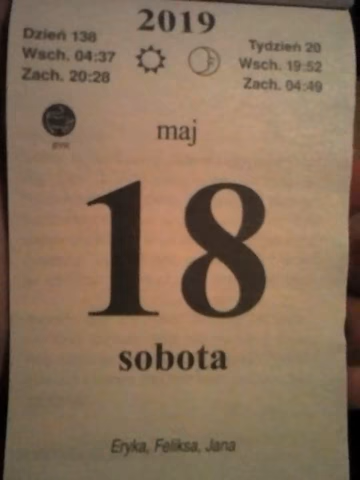 2019
Dzień 138
Wsch. 04:37
Zach. 20:28
Tydzień 20
Wsch. 19:52
Zach. 04:49
BYK
maj
18
sobota
Eryka, Feliksa, Jana